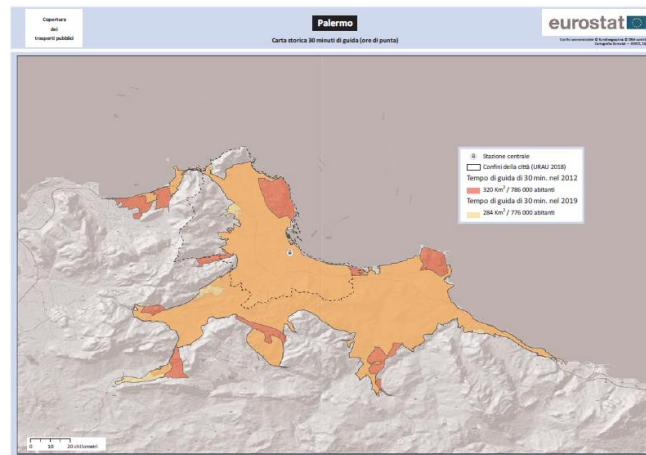 Copertura
dei
trasporti pubblici
Palermo
Carta storica 30 minuti di guida (ore di punta)
eurostat
Stazione centrale
Confini della città (URAU 2018)
Tempo di guida di 30 min. nel 2012
320 Km² / 786 000 abitanti
Tempo di guida di 30 min. nel 2019
284 Km² / 776 000 abitanti
0 10 20 chilometri